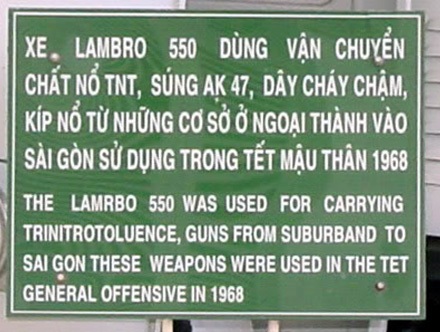 XE LAMBRO 550 DÙNG VẬN CHUYỂN
CHẤT NỔ TNT, SÚNG AK 47, DÂY CHÁY CHẬM,
KÍP NỔ TỪ NHỮNG CƠ SỞ Ở NGOẠI THÀNH VÀO
SÀI GÒN SỬ DỤNG TRONG TẾT MẬU THÂN 1968
THE LAMRBO 550 WAS USED FOR CARRYING
TRINITROTOLUENCE, GUNS FROM SUBURBAND TO
SAI GON THESE WEAPONS WERE USED IN THE TET
GENERAL OFFENSIVE IN 1968